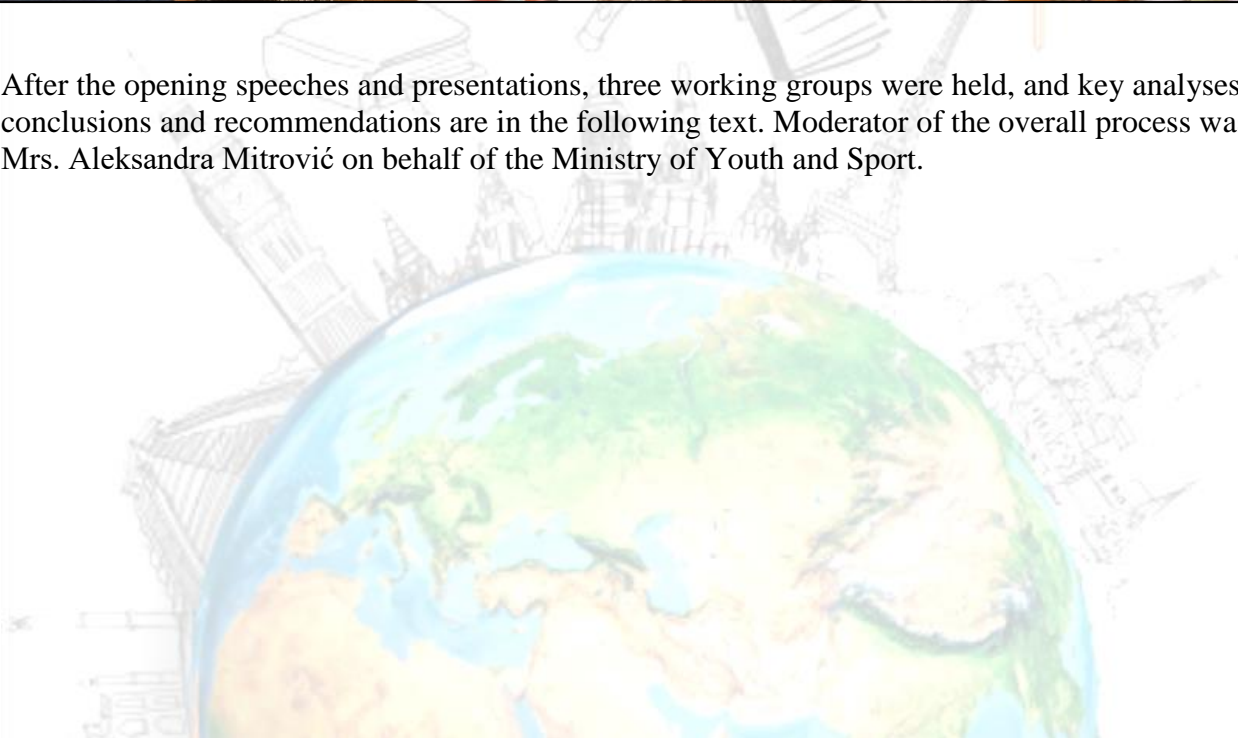 After the opening speeches and presentations, three working groups were held, and key analyses
conclusions and recommendations are in the following text. Moderator of the overall process wa
Mrs. Aleksandra Mitrović on behalf of the Ministry of Youth and Sport.